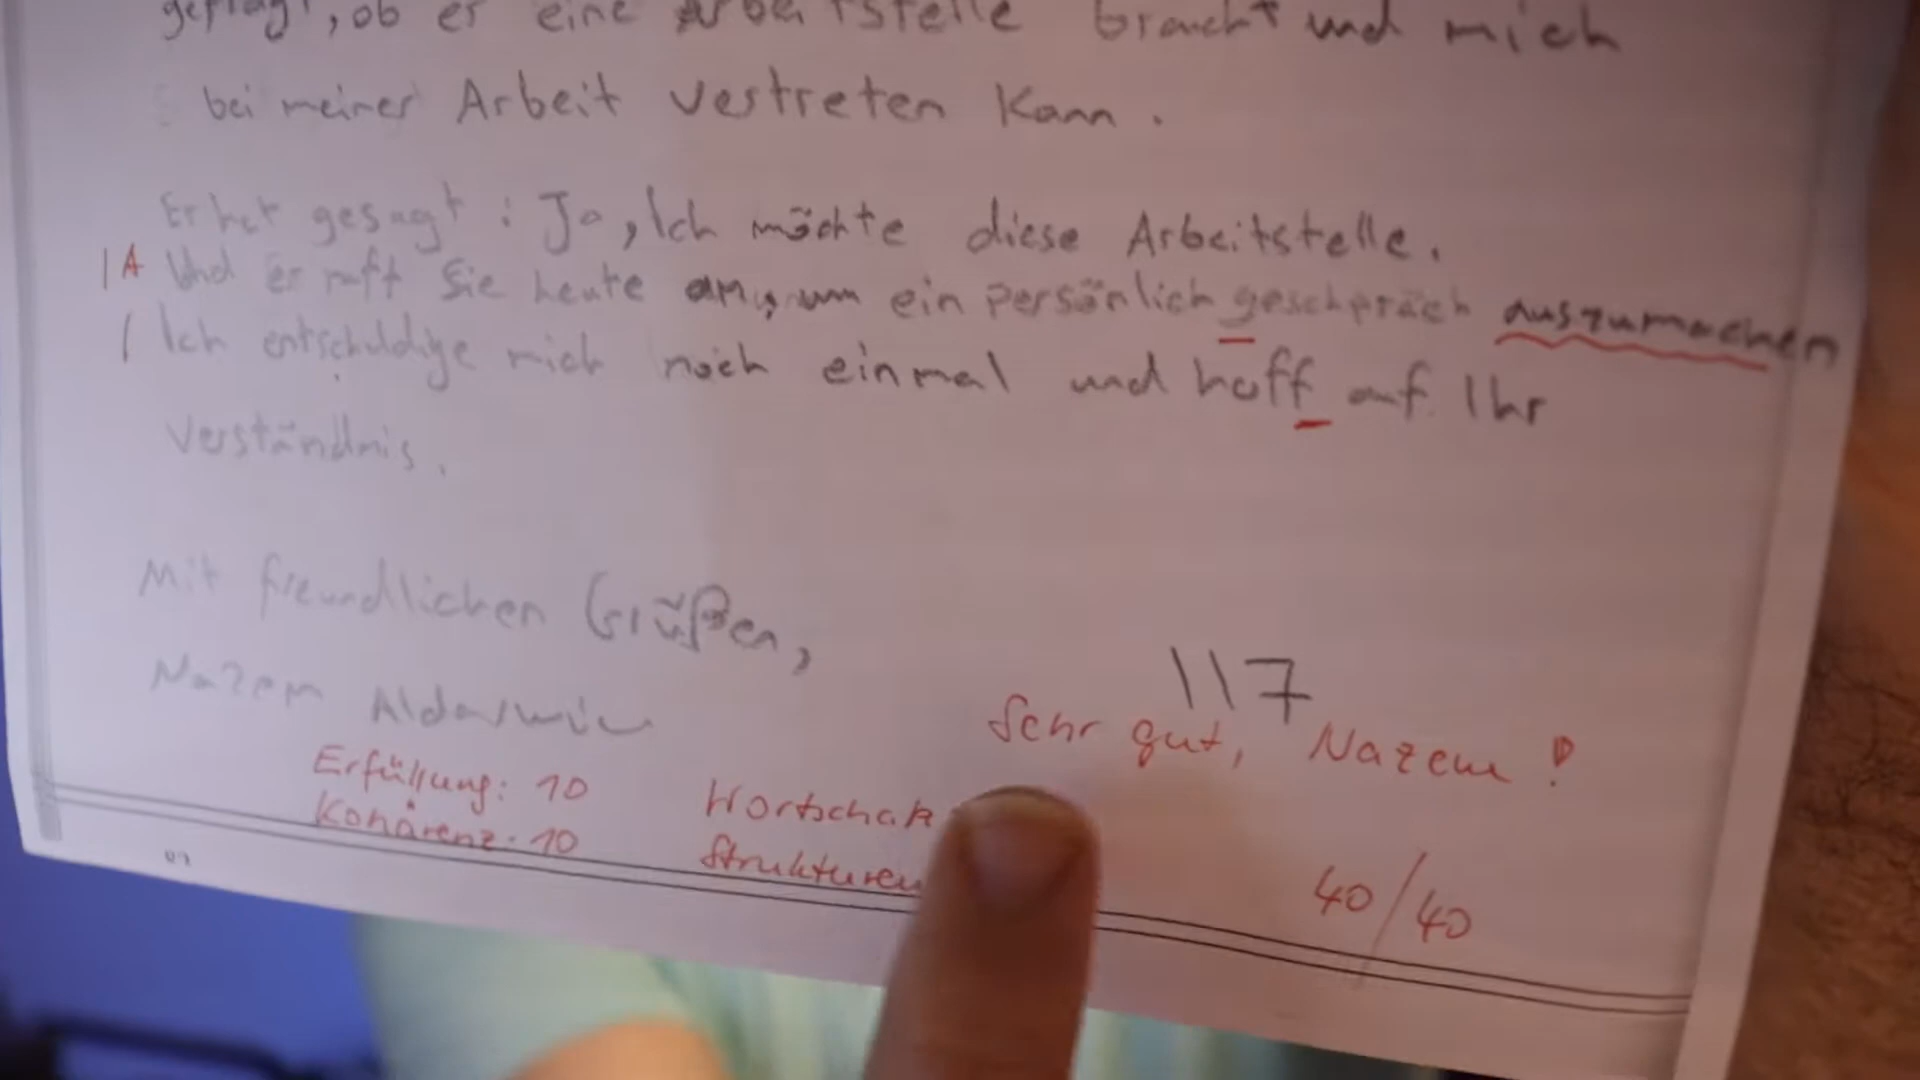 gefragt, ob er eine Arbeitstelle braucht und mich
bei meiner Arbeit vertreten kann.
Er hat gesagt: Ja, Ich möchte diese Arbeitstelle.
|A Und er ruft Sie heute an, um ein persönlich geschpräch auszumachen
| Ich entschuldige mich noch einmal und hoff auf Ihr
Verständnis.
Mit freundlichen Grüßen,
Nazem
117
Sehr gut, Nazem!
Erfüllung: 10 Wortschatz
Kohärenz: 10 Strukturen
40/40